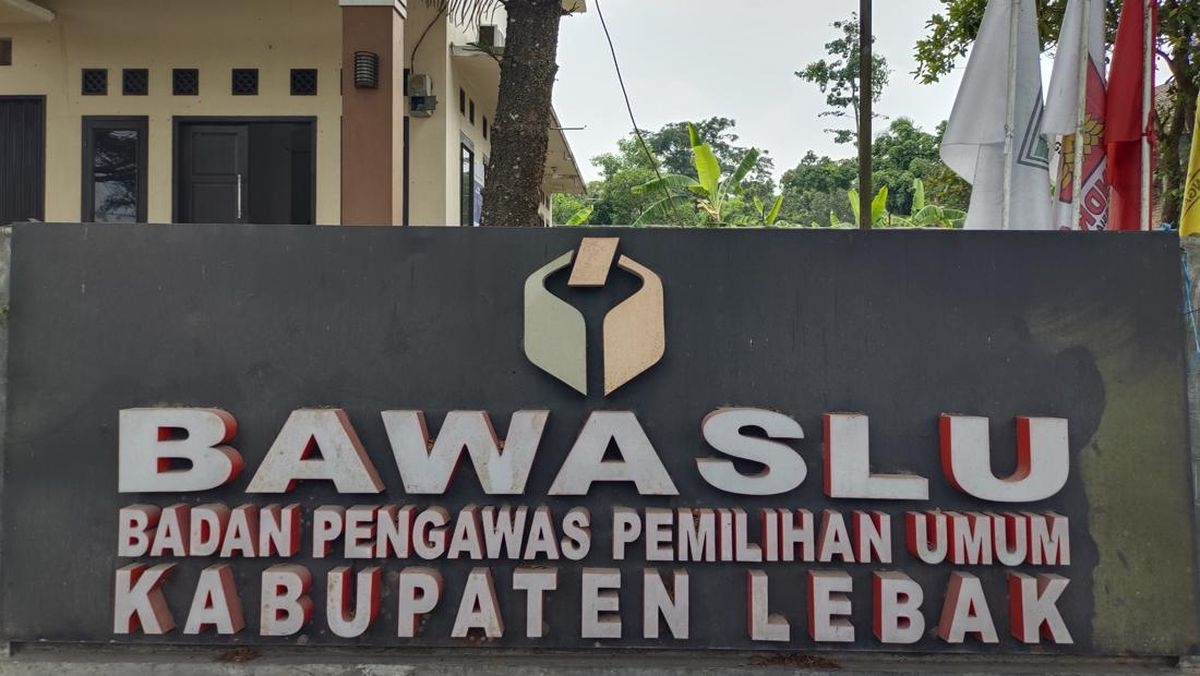 BAWASLU
BADAN PENGAWAS PEMILIHAN UMUM
KABUPATEN LEBAK